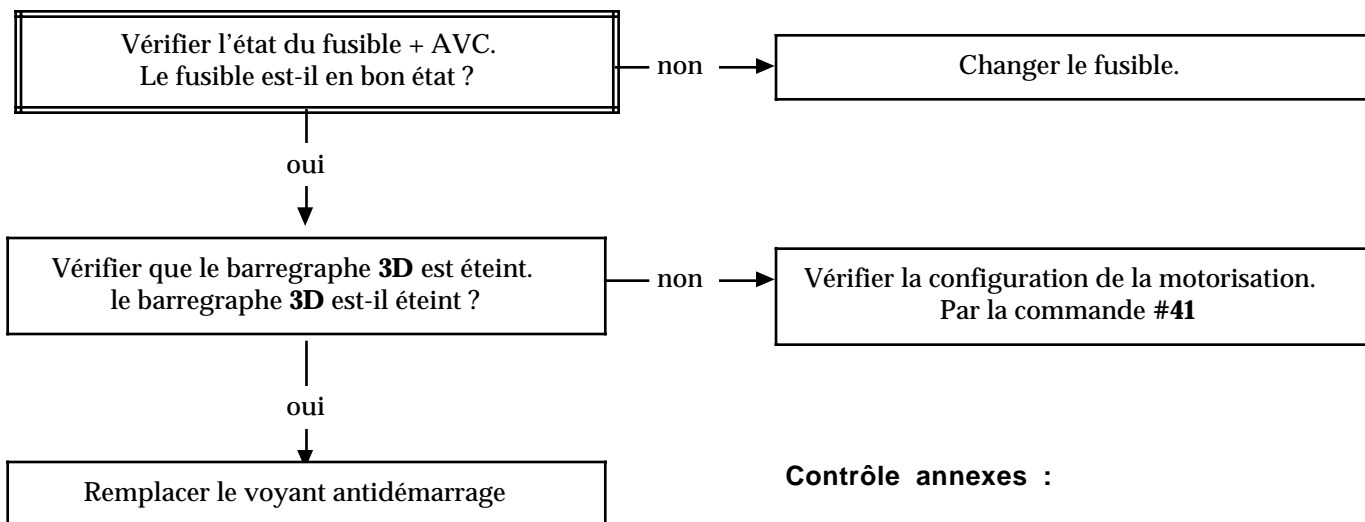 Vérifier l'état du fusible + AVC.
Le fusible est-il en bon état ?
non
Changer le fusible.
oui
Vérifier que le barregraphe 3D est éteint.
le barregraphe 3D est-il éteint ?
non
Vérifier la configuration de la motorisation.
Par la commande #41
oui
Remplacer le voyant antidémarrage
Contrôle annexes :